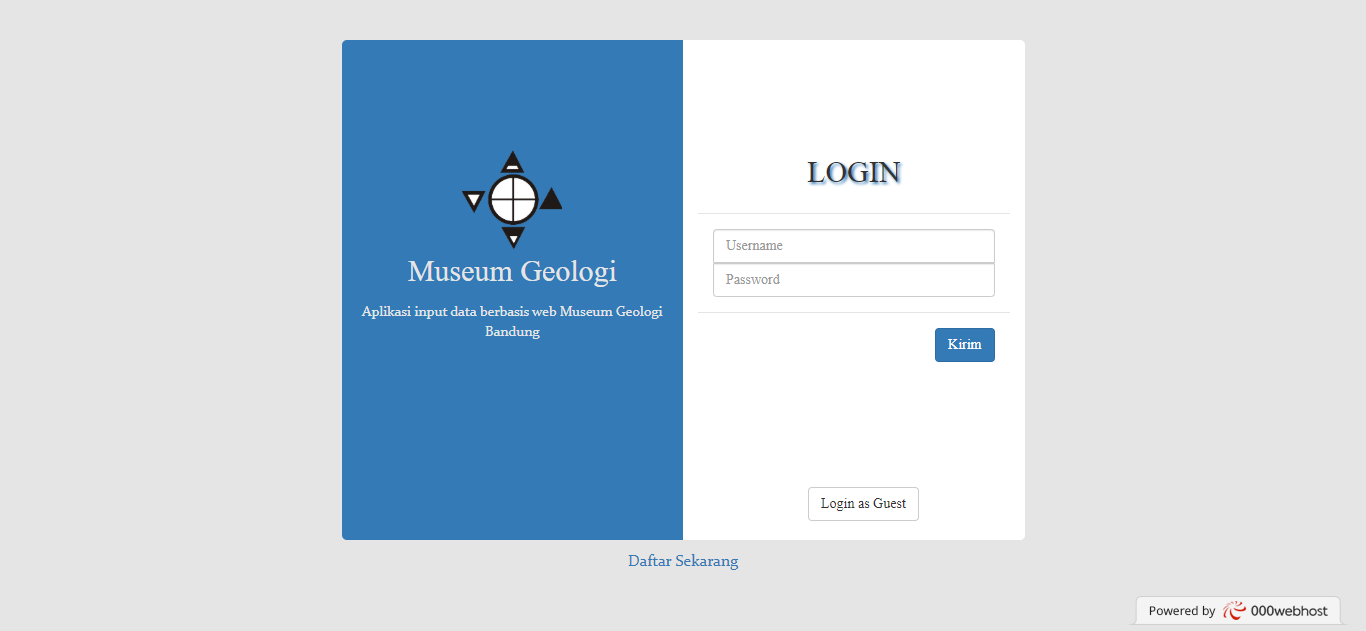 Museum Geologi
Aplikasi input data berbasis web Museum Geologi
Bandung
LOGIN
Username
Password
Kirim
Login as Guest
Daftar Sekarang
Powered by 000webhost